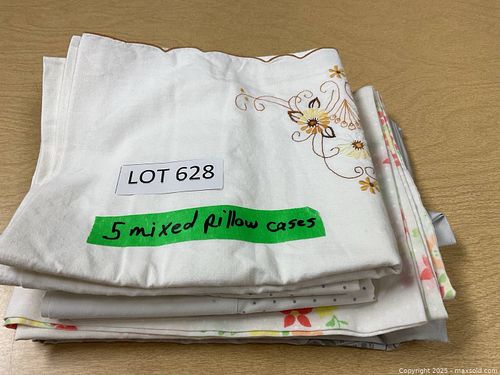 LOT 628
5 mixed pillow cases
Copyright 2025 - maxsold.com